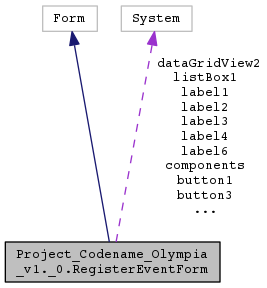 Form
System
dataGridView2
listBox1
label1
label2
label3
label4
label6
components
button1
button3
...
Project_Codename_Olympia
_v1._0.RegisterEventForm